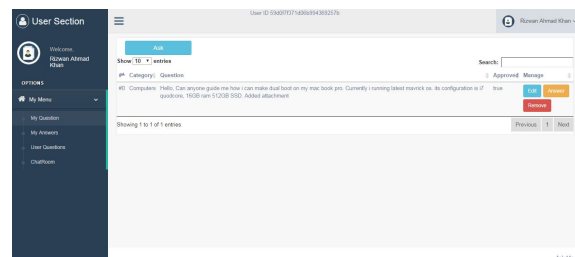 User Section
User ID 59d0f7f371d06b9943692576
Rizwan Ahmad Khan
Welcome,
Rizwan Ahmad
Khan
OPTIONS
My Menu
My Question
My Answers
User Questions
ChatRoom
Ask
Show 10 entries
Search:
## Category Question Approved Manage
#0 Computers Hello, Can anyone guide me how i can make dual boot on my mac book pro. Currently i running latest mavrick os. its configuration is i7 true Edit Answer
quodcore, 16GB ram 512GB SSD. Added attachment
Remove
Showing 1 to 1 of 1 entries
Previous 1 Next